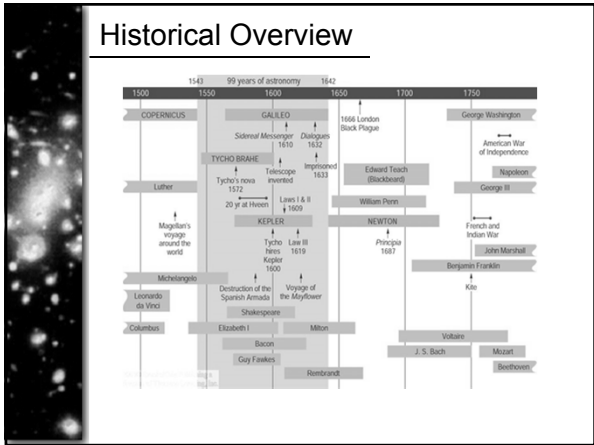 Historical Overview
1543 99 years of astronomy 1642
1500 1550 1600 1650 1700 1750
COPERNICUS
GALILEO
1666 London
Black Plague
George Washington
Sidereal Messenger
1610
Dialogues
1632
American War
of Independence
TYCHO BRAHE
Telescope
invented
Imprisoned
1633
Edward Teach
(Blackbeard)
Napoleon
Tycho's nova
1572
Luther
George III
20 yr at Hveen
Laws I & II
1609
William Penn
KEPLER
NEWTON
Magellan's
voyage
around the
world
Tycho
hires
Kepler
1600
Law III
1619
Principia
1687
French and
Indian War
John Marshall
Benjamin Franklin
Michelangelo
Destruction of the
Spanish Armada
Voyage of
the Mayflower
Kite
Leonardo
da Vinci
Shakespeare
Columbus
Elizabeth I
Milton
Voltaire
Bacon
J. S. Bach
Mozart
Guy Fawkes
Beethoven
Rembrandt